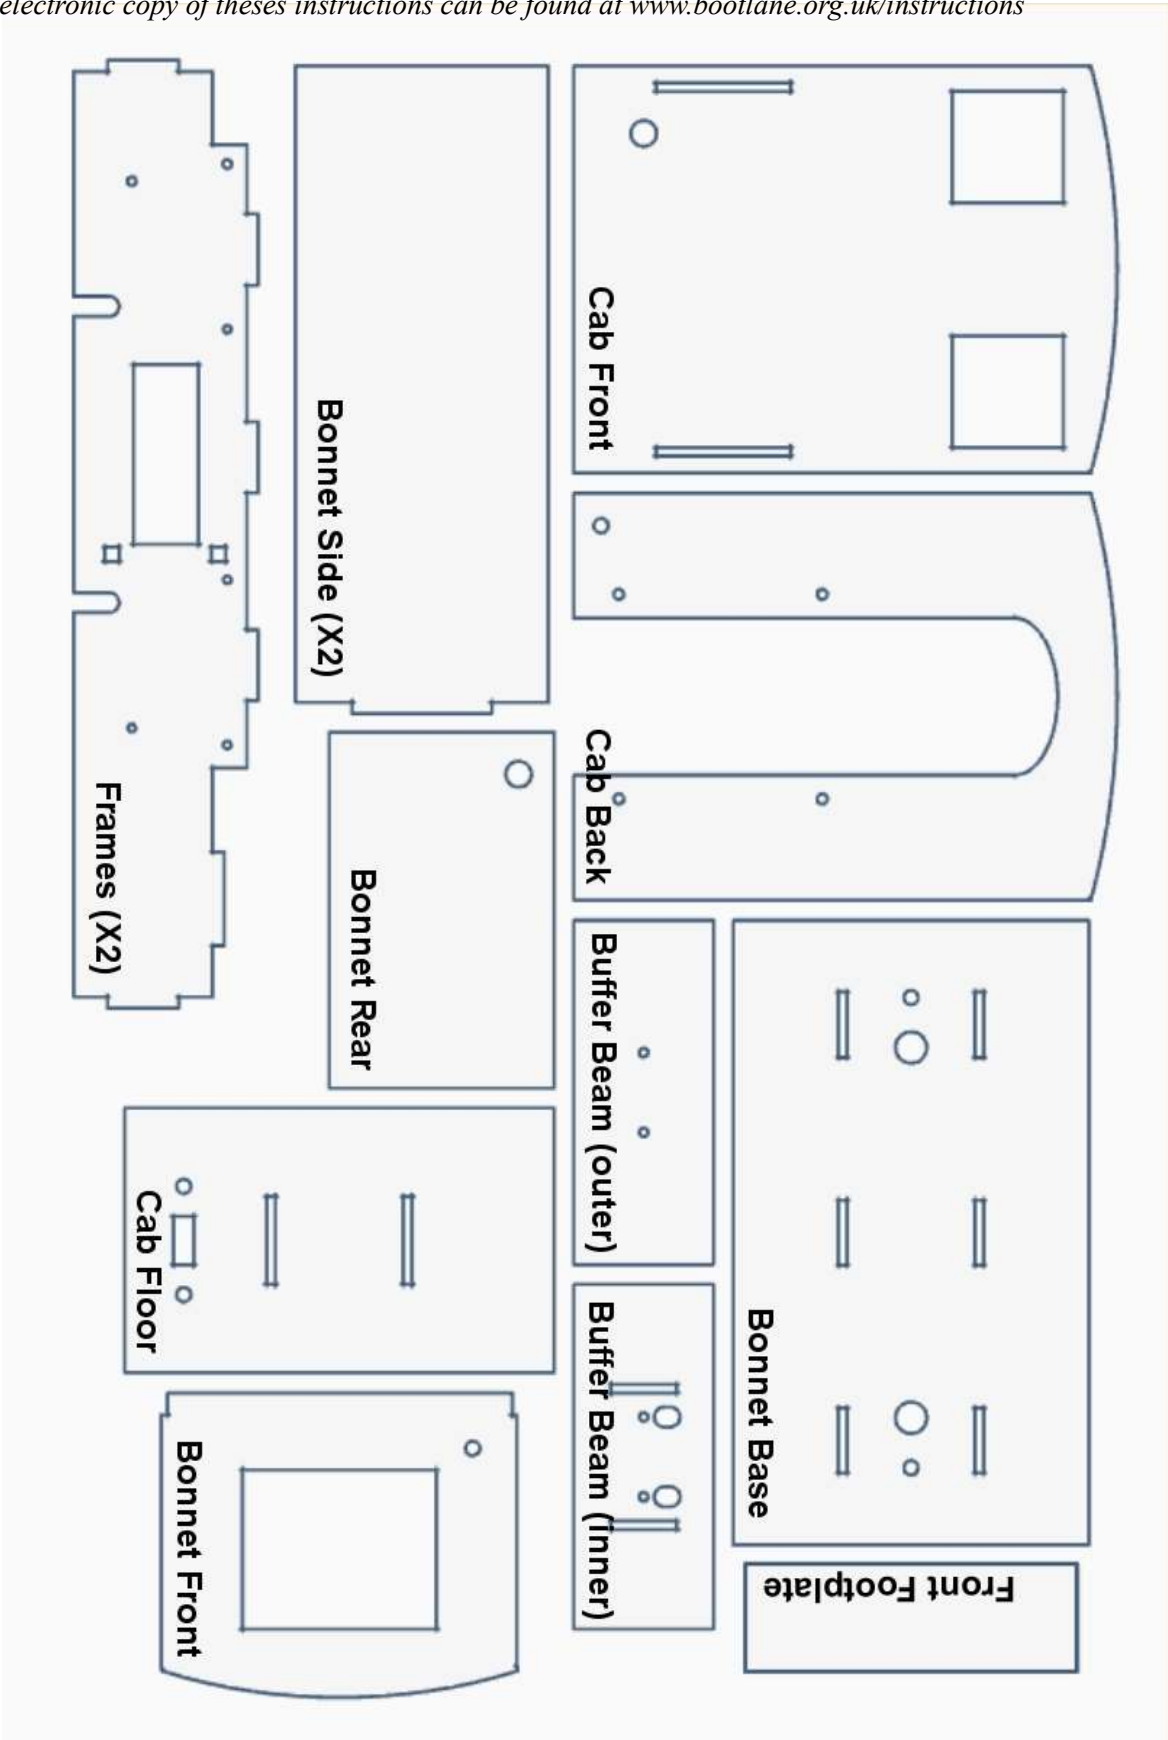 electronic copy of theses instructions can be found at www.bootlane.org.uk/instructions
Cab Front
Bonnet Side (X2)
Cab Back
Frames (X2)
Bonnet Rear
Buffer Beam (outer)
Cab Floor
Buffer Beam (inner)
Bonnet Base
Bonnet Front
Front Footplate